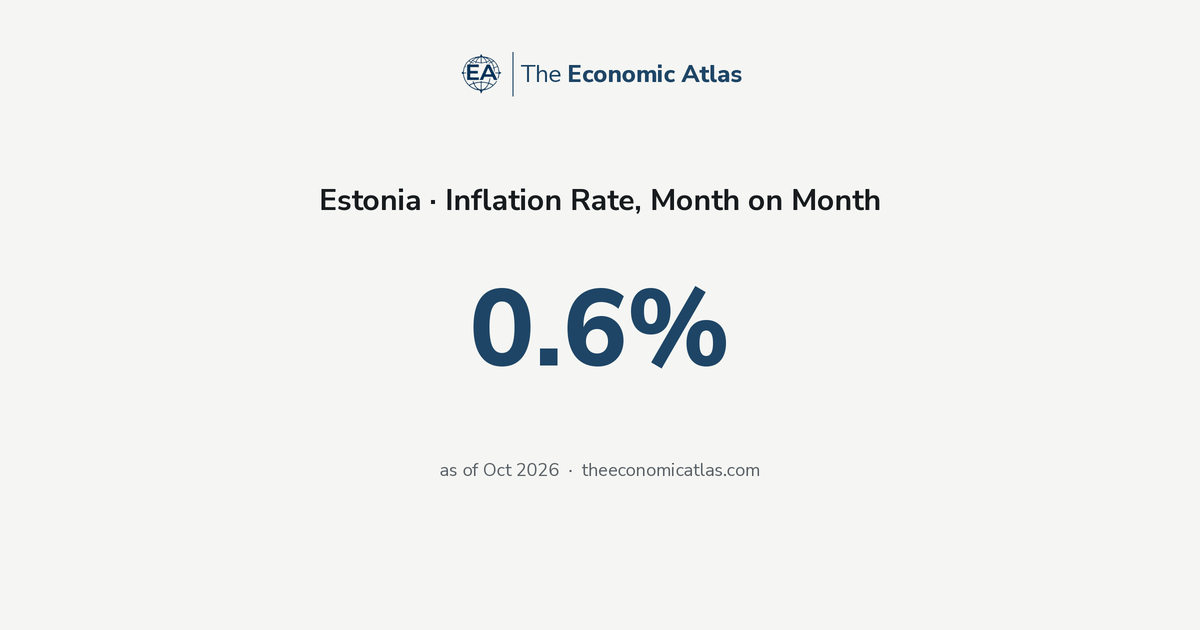 EA The Economic Atlas
Estonia · Inflation Rate, Month on Month
0.6%
as of Oct 2026 · theeconomicatlas.com